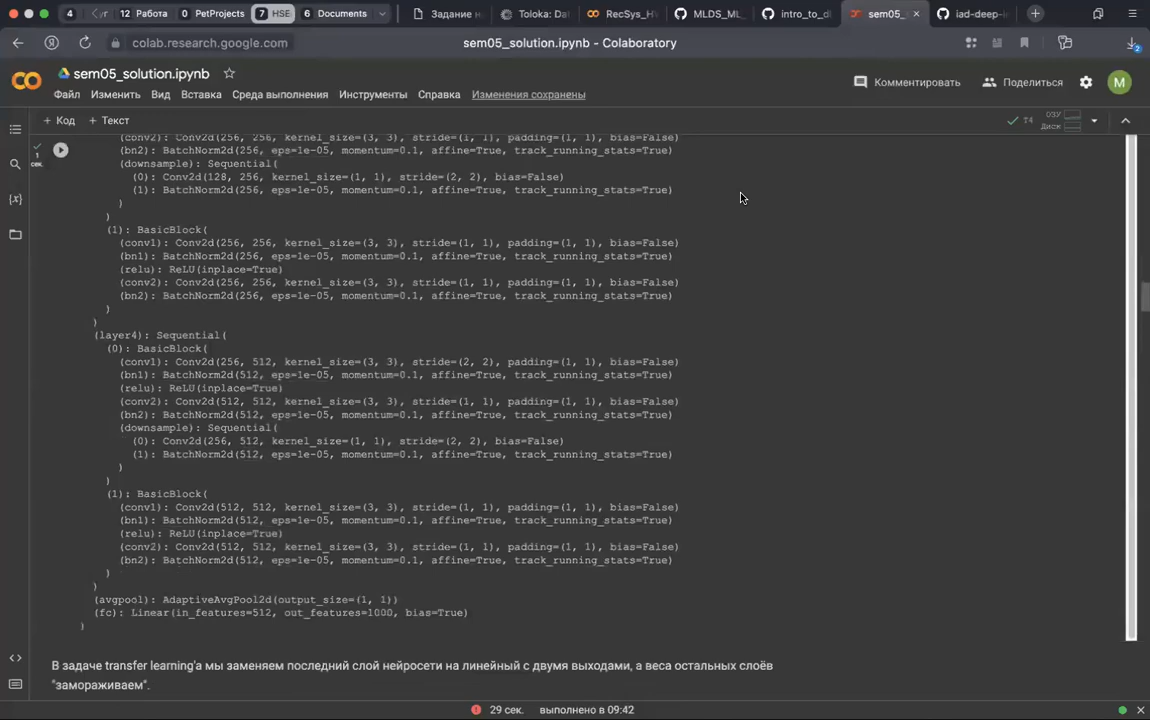 4 Кур 12 Работа 0 PetProjects 7 HSE 6 Documents Задание Toloka: Da RecSys_H MLDS_ML_ intro_to_d sem05_ iad-deep-
colab.research.google.com sem05_solution.ipynb - Colaboratory 2
sem05_solution.ipynb
Комментировать Поделиться M
Файл Изменить Вид Вставка Среда выполнения Инструменты Справка Изменения сохранены
+ Код + Текст T4 ОЗУ Диск
1 сек.
(conv2): Conv2d(256, 256, kernel_size=(3, 3), stride=(1, 1), padding=(1, 1), bias=False)
(bn2): BatchNorm2d(256, eps=1e-05, momentum=0.1, affine=True, track_running_stats=True)
(downsample): Sequential(
(0): Conv2d(128, 256, kernel_size=(1, 1), stride=(2, 2), bias=False)
(1): BatchNorm2d(256, eps=1e-05, momentum=0.1, affine=True, track_running_stats=True)
)
)
(1): BasicBlock(
(conv1): Conv2d(256, 256, kernel_size=(3, 3), stride=(1, 1), padding=(1, 1), bias=False)
(bn1): BatchNorm2d(256, eps=1e-05, momentum=0.1, affine=True, track_running_stats=True)
(relu): ReLU(inplace=True)
(conv2): Conv2d(256, 256, kernel_size=(3, 3), stride=(1, 1), padding=(1, 1), bias=False)
(bn2): BatchNorm2d(256, eps=1e-05, momentum=0.1, affine=True, track_running_stats=True)
)
)
(layer4): Sequential(
(0): BasicBlock(
(conv1): Conv2d(256, 512, kernel_size=(3, 3), stride=(2, 2), padding=(1, 1), bias=False)
(bn1): BatchNorm2d(512, eps=1e-05, momentum=0.1, affine=True, track_running_stats=True)
(relu): ReLU(inplace=True)
(conv2): Conv2d(512, 512, kernel_size=(3, 3), stride=(1, 1), padding=(1, 1), bias=False)
(bn2): BatchNorm2d(512, eps=1e-05, momentum=0.1, affine=True, track_running_stats=True)
(downsample): Sequential(
(0): Conv2d(256, 512, kernel_size=(1, 1), stride=(2, 2), bias=False)
(1): BatchNorm2d(512, eps=1e-05, momentum=0.1, affine=True, track_running_stats=True)
)
)
(1): BasicBlock(
(conv1): Conv2d(512, 512, kernel_size=(3, 3), stride=(1, 1), padding=(1, 1), bias=False)
(bn1): BatchNorm2d(512, eps=1e-05, momentum=0.1, affine=True, track_running_stats=True)
(relu): ReLU(inplace=True)
(conv2): Conv2d(512, 512, kernel_size=(3, 3), stride=(1, 1), padding=(1, 1), bias=False)
(bn2): BatchNorm2d(512, eps=1e-05, momentum=0.1, affine=True, track_running_stats=True)
)
)
(avgpool): AdaptiveAvgPool2d(output_size=(1, 1))
(fc): Linear(in_features=512, out_features=1000, bias=True)
)
В задаче transfer learning'а мы заменяем последний слой нейросети на линейный с двумя выходами, а веса остальных слоёв
"замораживаем".
29 сек. выполнено в 09:42